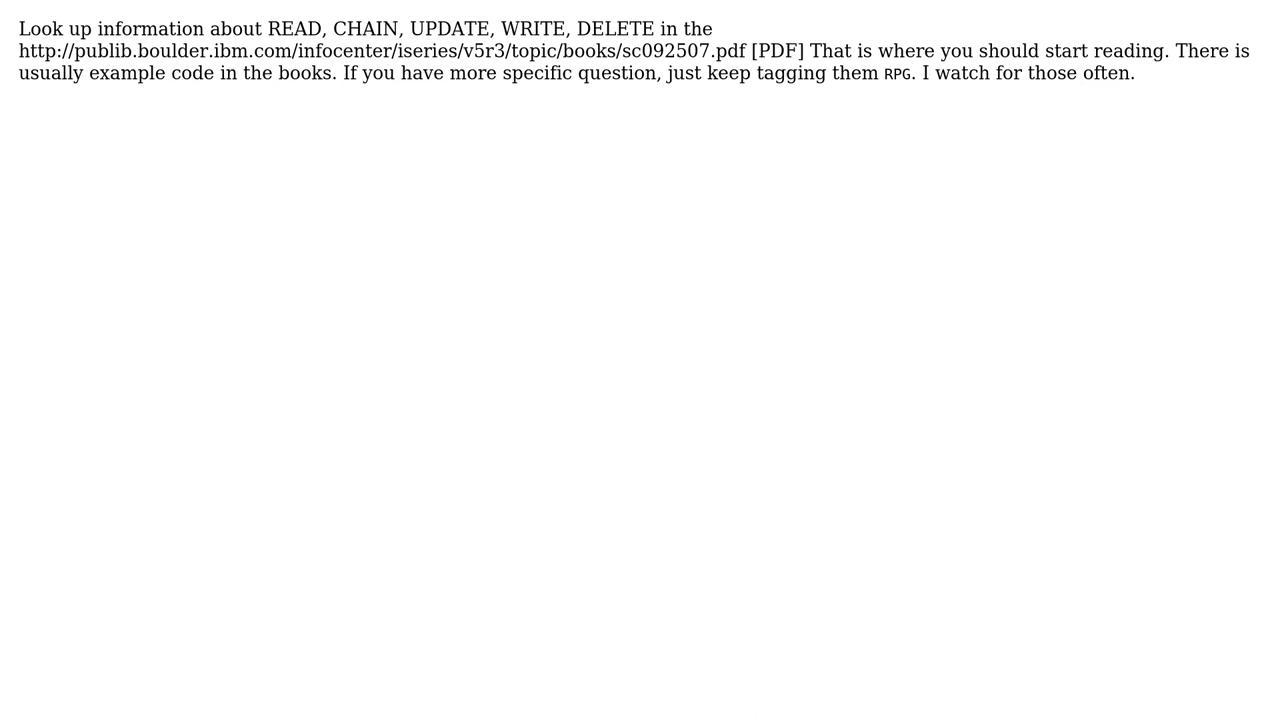 Look up information about READ, CHAIN, UPDATE, WRITE, DELETE in the
http://publib.boulder.ibm.com/infocenter/iseries/v5r3/topic/books/sc092507.pdf [PDF] That is where you should start reading. There is
usually example code in the books. If you have more specific question, just keep tagging them RPG. I watch for those often.